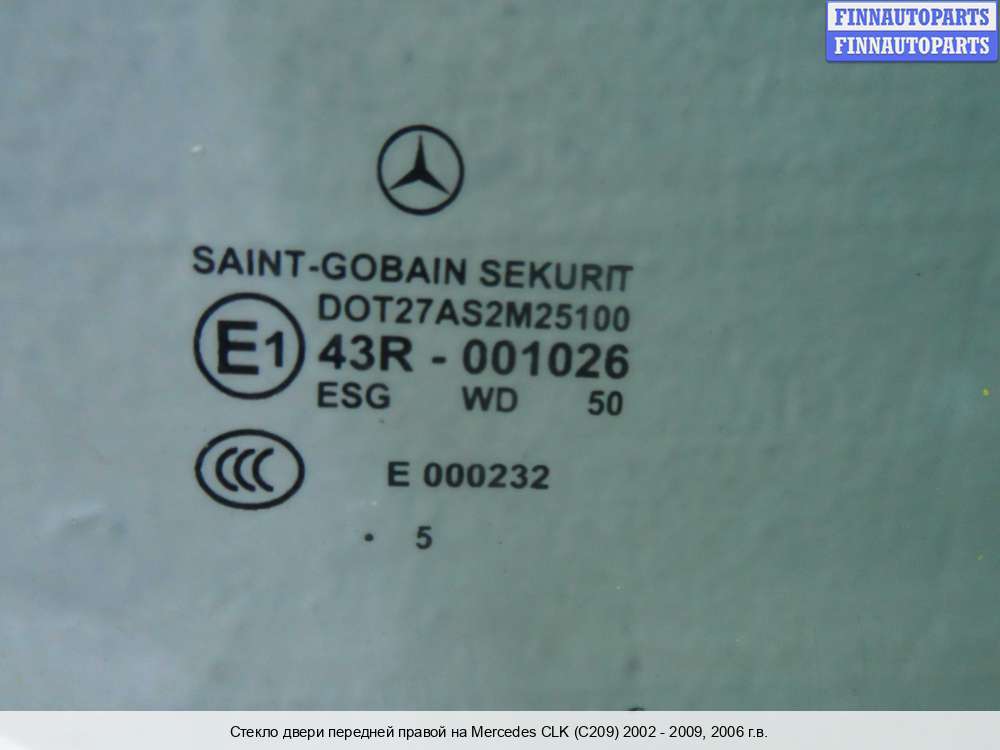 FINNAUTOPARTS
FINNAUTOPARTS
SAINT-GOBAIN SEKURIT
DOT27AS2M25100
E1 43R - 001026
ESG WD 50
CCC E 000232
. 5
Стекло двери передней правой на Mercedes CLK (C209) 2002 - 2009, 2006 г.в.